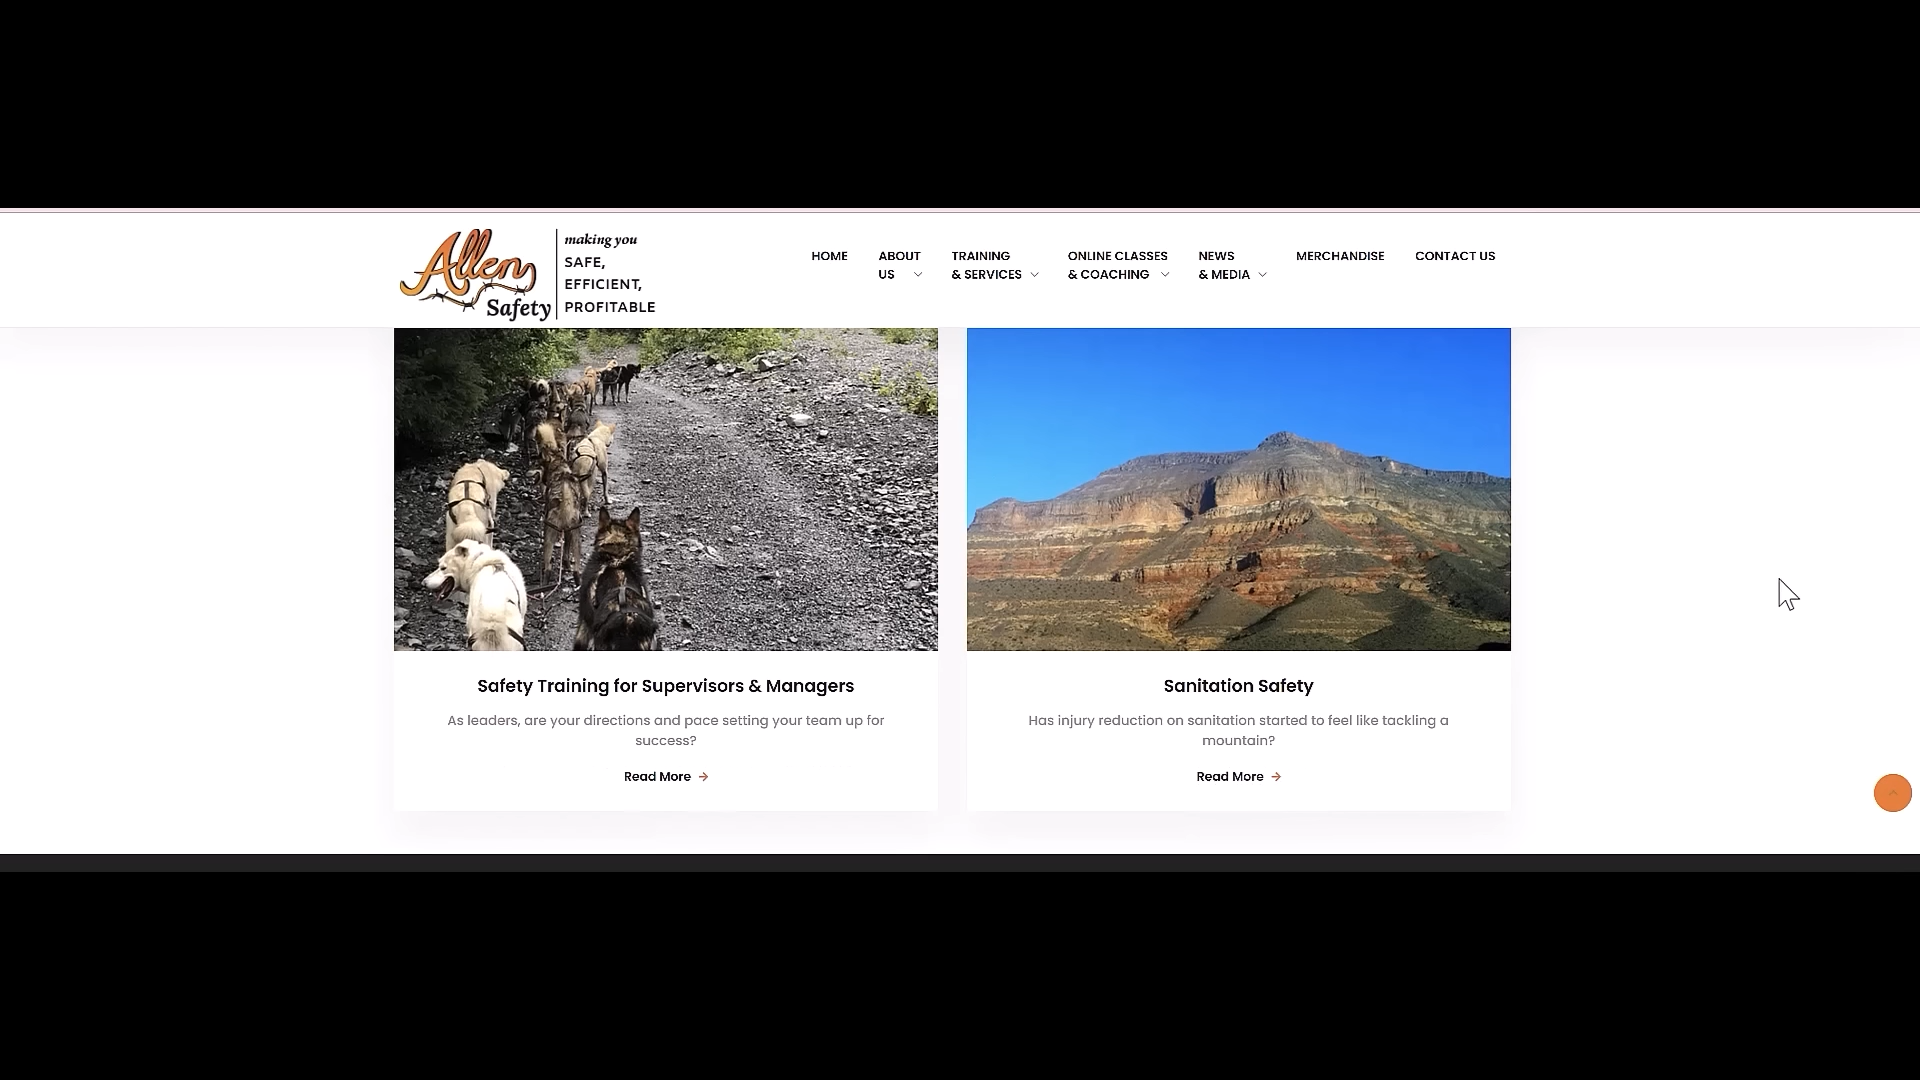 Allen
Safety
making you
SAFE,
EFFICIENT,
PROFITABLE
HOME
ABOUT
US
TRAINING
& SERVICES
ONLINE CLASSES
& COACHING
NEWS
& MEDIA
MERCHANDISE
CONTACT US
Safety Training for Supervisors & Managers
As leaders, are your directions and pace setting your team up for
success?
Read More
Sanitation Safety
Has injury reduction on sanitation started to feel like tackling a
mountain?
Read More